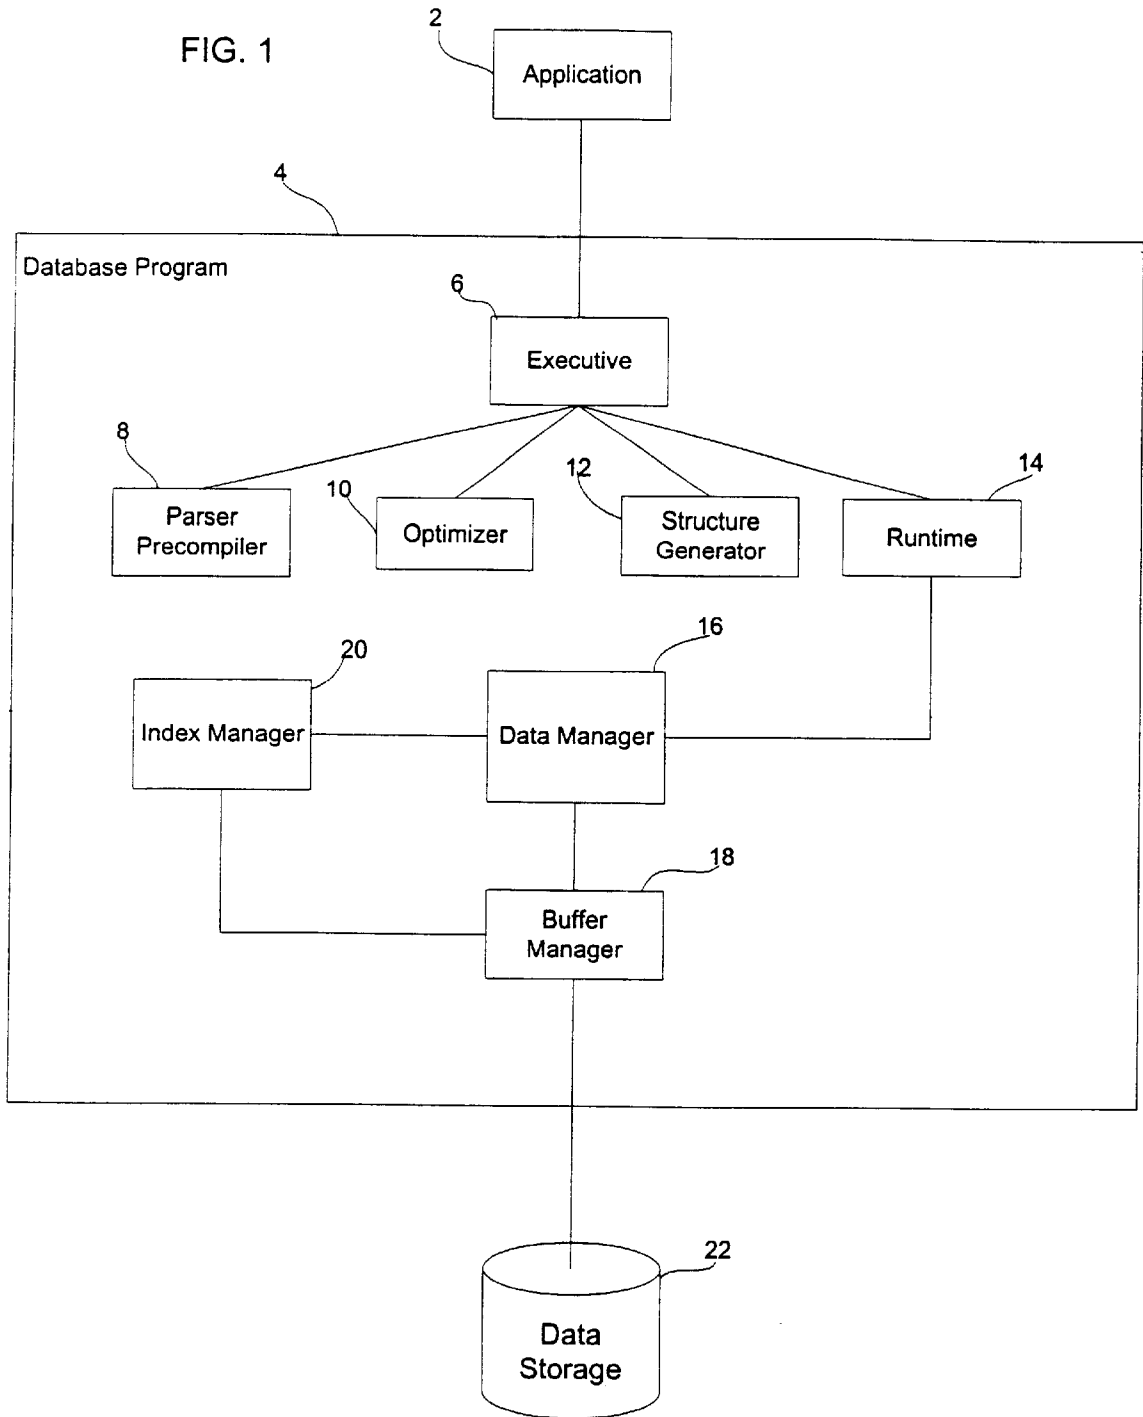 FIG. 1
2
Application
4
Database Program
6
Executive
8
Parser
Precompiler
10
Optimizer
12
Structure
Generator
14
Runtime
20
Index Manager
16
Data Manager
18
Buffer
Manager
22
Data
Storage